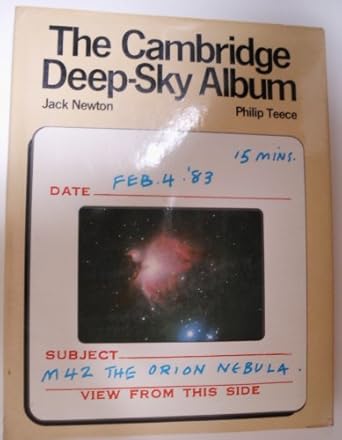 The Cambridge
Deep-Sky Album
Jack Newton Philip Teece
15 MINS.
DATE FEB. 4. '83
SUBJECT
M42 THE ORION NEBULA.
VIEW FROM THIS SIDE